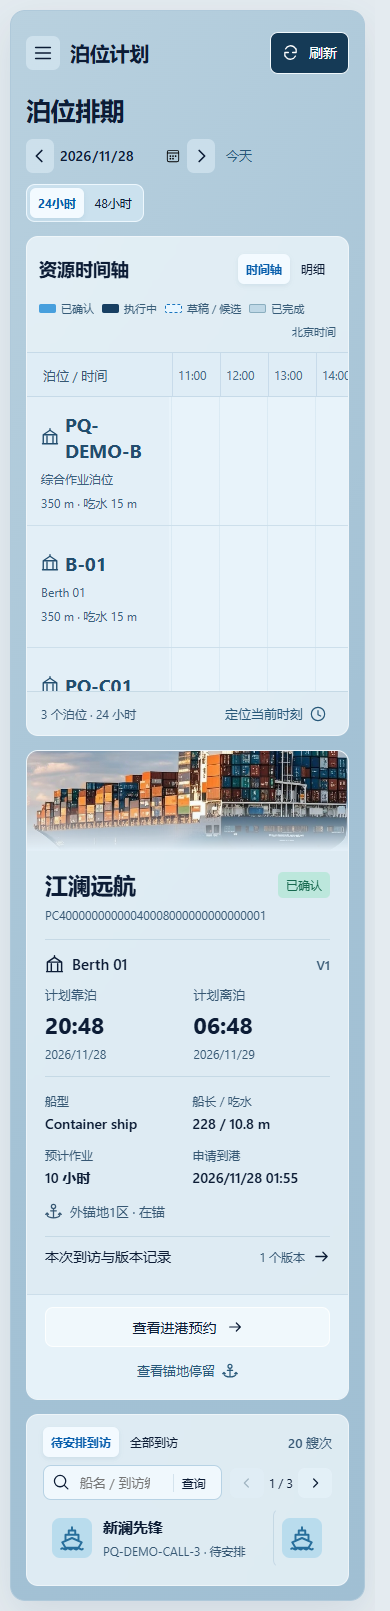 泊位计划
刷新
泊位排期
2026/11/28
今天
24小时 48小时
资源时间轴
时间轴 明细
已确认 执行中 草稿 / 候选 已完成
北京时间
泊位 / 时间 11:00 12:00 13:00 14:00
PQ-
DEMO-B
综合作业泊位
350 m · 吃水 15 m
B-01
Berth 01
350 m · 吃水 15 m
PQ-C01
3 个泊位 · 24 小时 定位当前时刻
江澜远航 已确认
Berth 01 V1
计划靠泊 计划离泊
20:48 06:48
2026/11/28 2026/11/29
船型 船长 / 吃水
Container ship 228 / 10.8 m
预计作业 申请到港
10 小时 2026/11/28 01:55
外锚地1区 · 在锚
本次到访与版本记录 1 个版本
查看进港预约
查看锚地停留
待安排到访 全部到访 20 艘次
船名 / 到访 查询 1 / 3
新澜先锋
PQ-DEMO-CALL-3 · 待安排